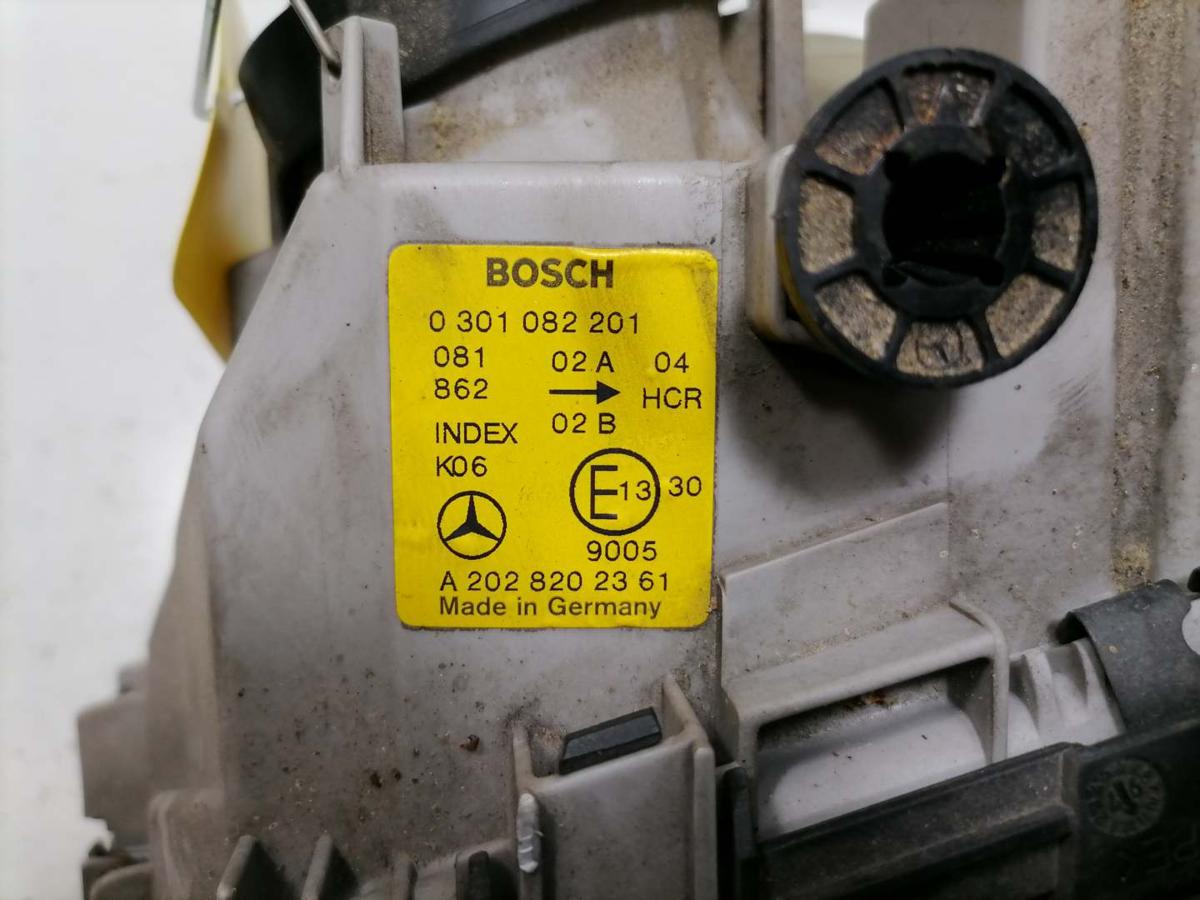 BOSCH
0 301 082 201
081 02 A 04
862 → HCR
INDEX 02 B
K06
E13 30
9005
A 202 820 23 61
Made in Germany